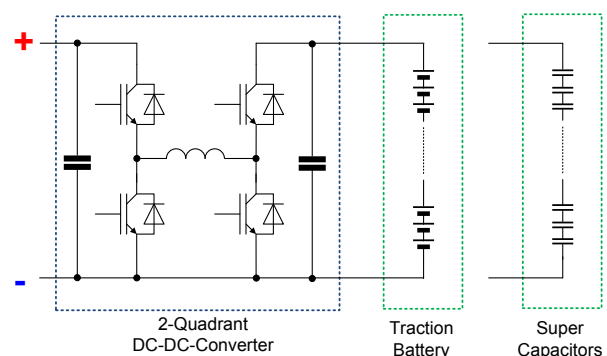 +
-
2-Quadrant
DC-DC-Converter
Traction
Battery
Super
Capacitors